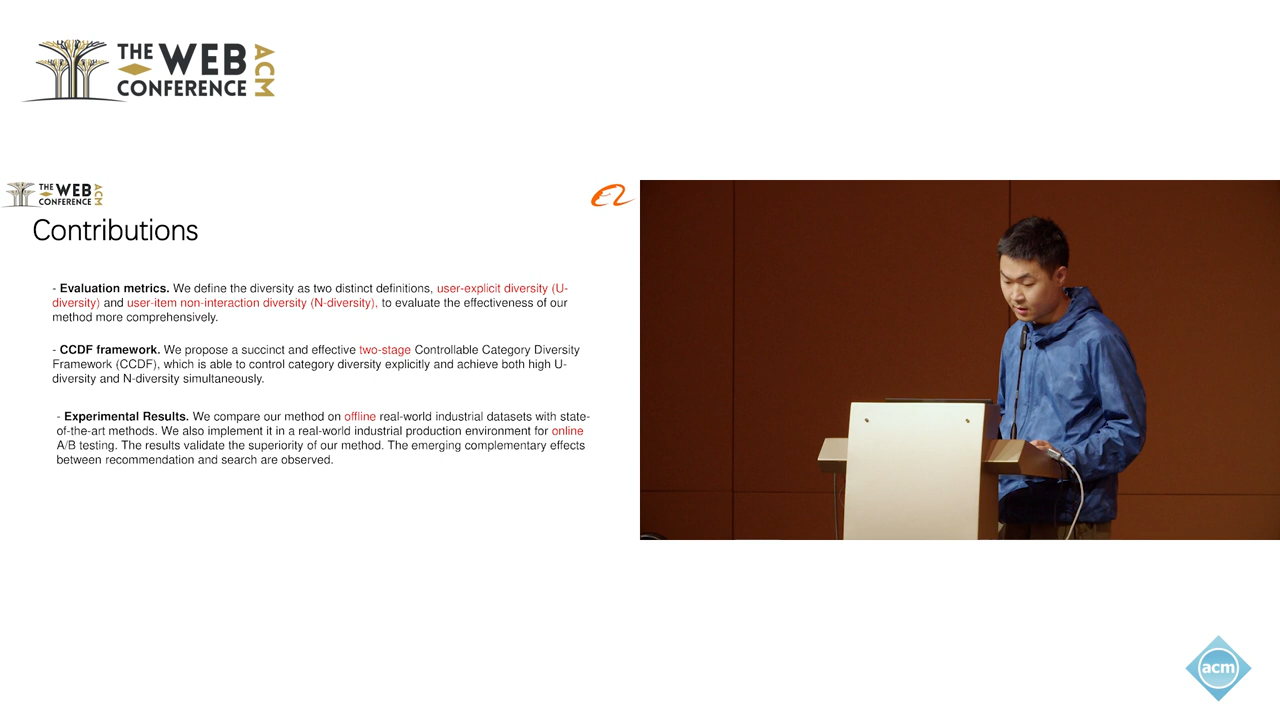 THE WEB
CONFERENCE
ACM
THE WEB
CONFERENCE
ACM
Contributions
- Evaluation metrics. We define the diversity as two distinct definitions, user-explicit diversity (U-
diversity) and user-item non-interaction diversity (N-diversity), to evaluate the effectiveness of our
method more comprehensively.
- CCDF framework. We propose a succinct and effective two-stage Controllable Category Diversity
Framework (CCDF), which is able to control category diversity explicitly and achieve both high U-
diversity and N-diversity simultaneously.
- Experimental Results. We compare our method on offline real-world industrial datasets with state-
of-the-art methods. We also implement it in a real-world industrial production environment for online
A/B testing. The results validate the superiority of our method. The emerging complementary effects
between recommendation and search are observed.
acm